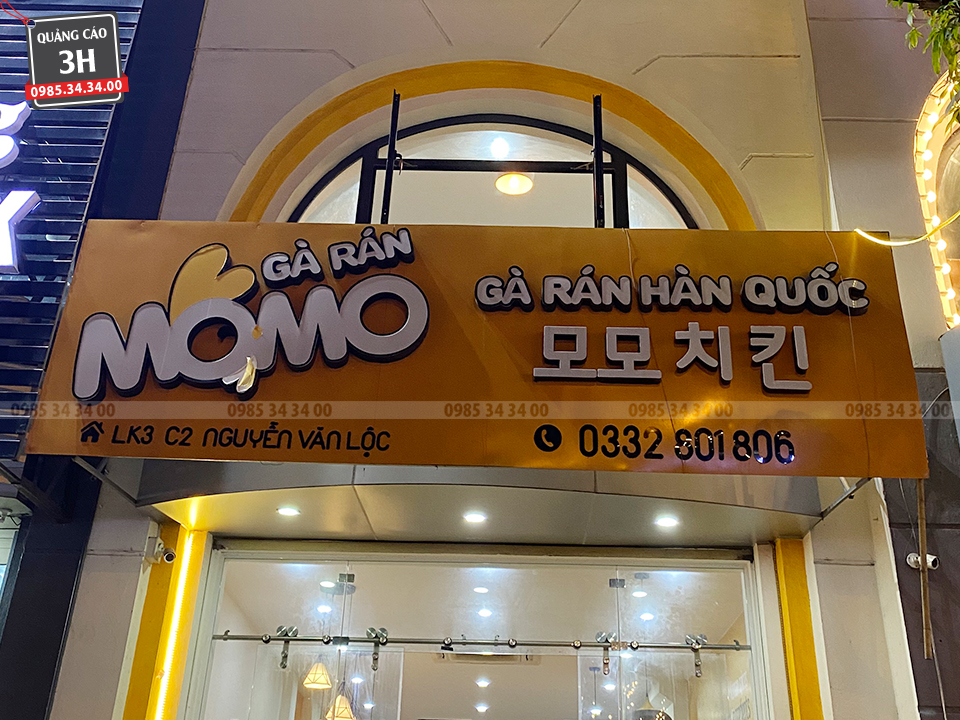 QUẢNG CÁO
3H
0985.34.34.00
GÀ RÁN
MOMO
GÀ RÁN HÀN QUỐC
모모치킨
0985 34 34 00 0985 34 34 00 0985 34 34 00 0985 34 34 00 0985 34 34 00
LK3 C2 NGUYỄN VĂN LỘC
0332 801 806